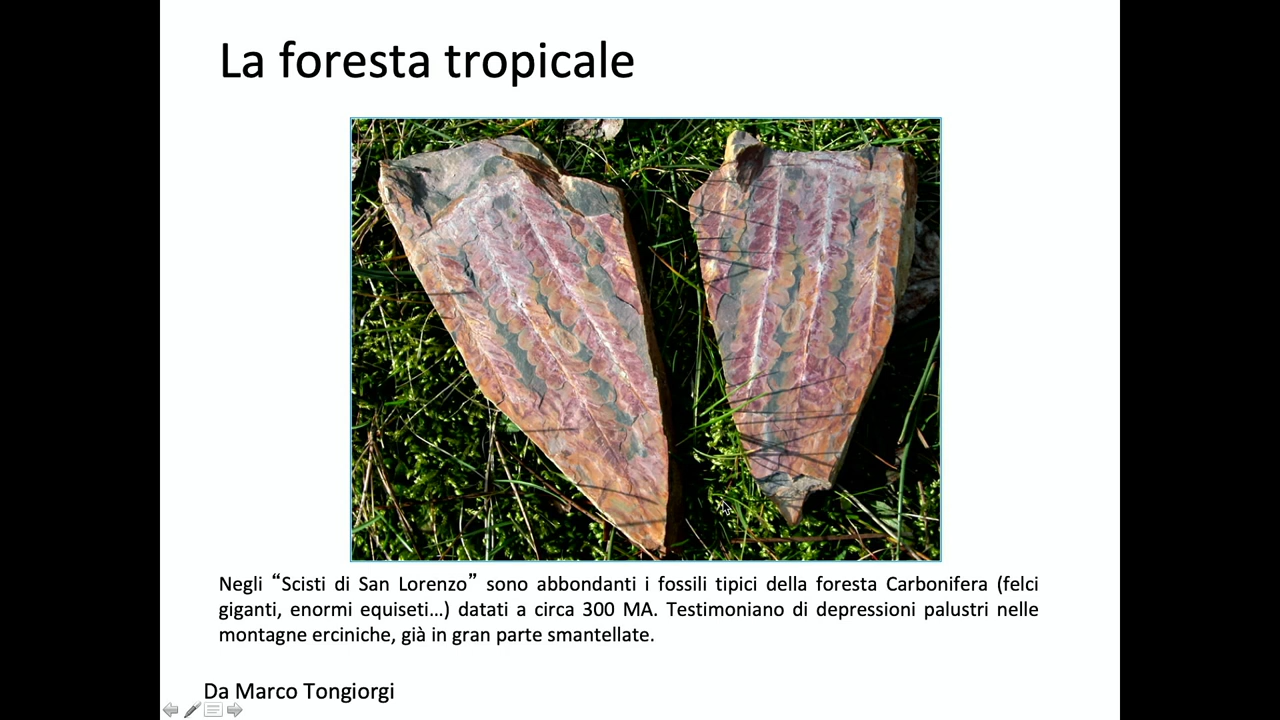 La foresta tropicale
Negli “Scisti di San Lorenzo” sono abbondanti i fossili tipici della foresta Carbonifera (felci
giganti, enormi equiseti…) datati a circa 300 MA. Testimoniano di depressioni palustri nelle
montagne erciniche, già in gran parte smantellate.
Da Marco Tongiorgi